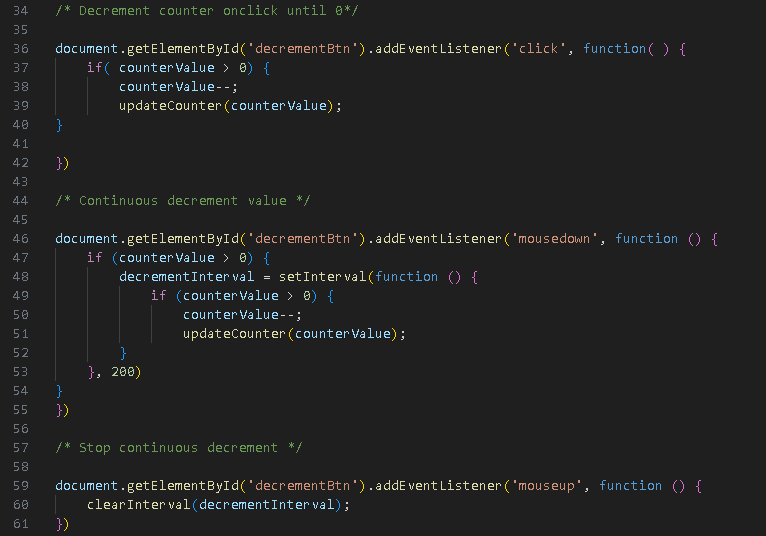 34 /* Decrement counter onclick until 0*/
35
36 document.getElementById('decrementBtn').addEventListener('click', function( ) {
37     if( counterValue > 0) {
38         counterValue--;
39         updateCounter(counterValue);
40 }
41
42 })
43
44 /* Continuous decrement value */
45
46 document.getElementById('decrementBtn').addEventListener('mousedown', function () {
47     if (counterValue > 0) {
48         decrementInterval = setInterval(function () {
49             if (counterValue > 0) {
50                 counterValue--;
51                 updateCounter(counterValue);
52         }
53     }, 200)
54 }
55 })
56
57 /* Stop continuous decrement */
58
59 document.getElementById('decrementBtn').addEventListener('mouseup', function () {
60     clearInterval(decrementInterval);
61 })